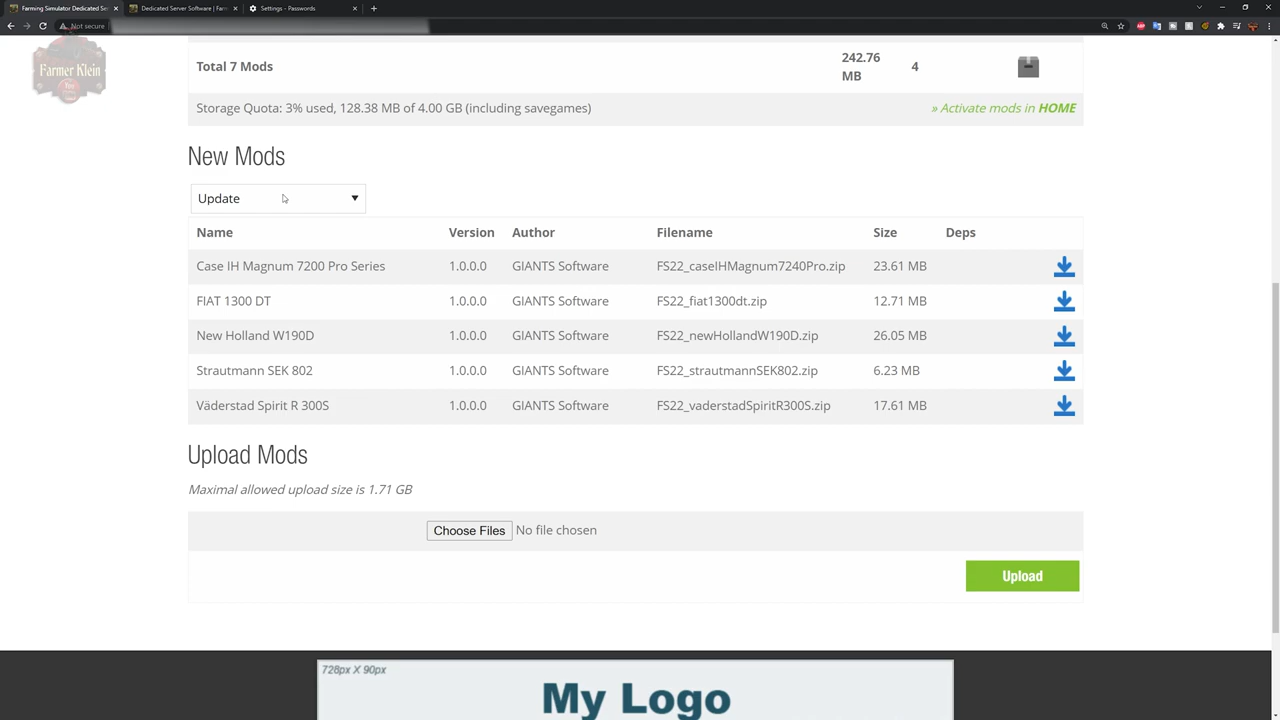 Farming Simulator Dedicated Se
Dedicated Server Software | Farm
Settings - Passwords
Not secure
Farmer Klein
You
Total 7 Mods
242.76
MB
4
Storage Quota: 3% used, 128.38 MB of 4.00 GB (including savegames)
» Activate mods in HOME
New Mods
Update
Name Version Author Filename Size Deps
Case IH Magnum 7200 Pro Series 1.0.0.0 GIANTS Software FS22_caseIHMagnum7240Pro.zip 23.61 MB
FIAT 1300 DT 1.0.0.0 GIANTS Software FS22_fiat1300dt.zip 12.71 MB
New Holland W190D 1.0.0.0 GIANTS Software FS22_newHollandW190D.zip 26.05 MB
Strautmann SEK 802 1.0.0.0 GIANTS Software FS22_strautmannSEK802.zip 6.23 MB
Väderstad Spirit R 300S 1.0.0.0 GIANTS Software FS22_vaderstadSpiritR300S.zip 17.61 MB
Upload Mods
Maximal allowed upload size is 1.71 GB
Choose Files No file chosen
Upload
728px X 90px
My Logo